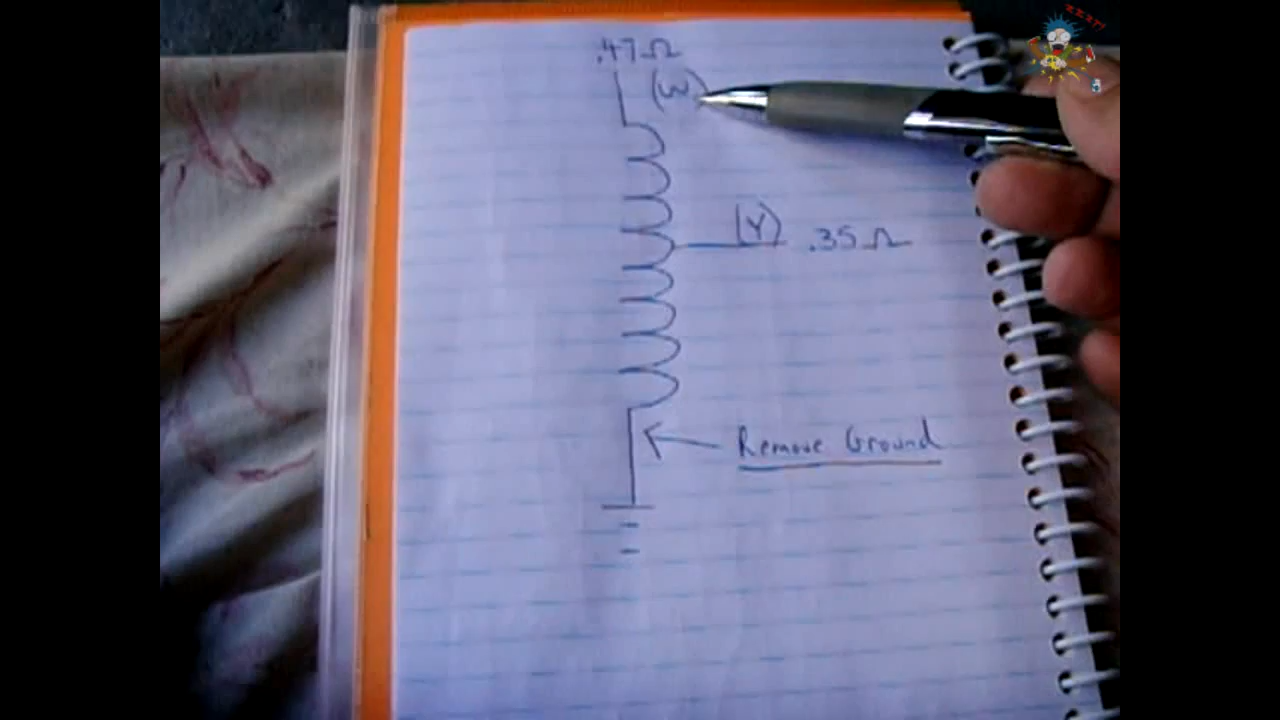 .47Ω
(W)
(Y) .35Ω
Remove Ground